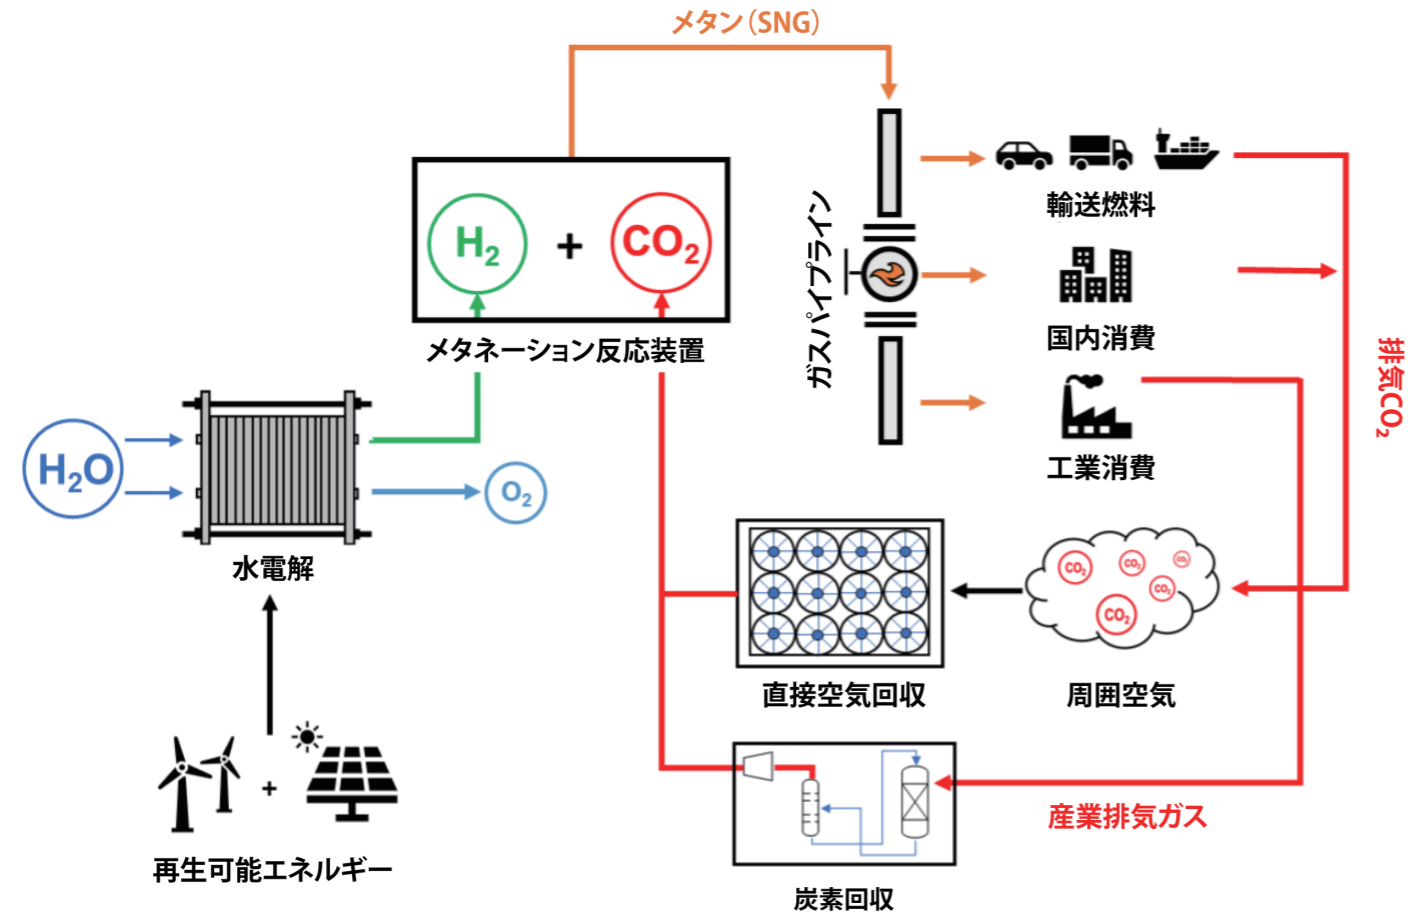 メタン（SNG）
H₂
+
CO₂
メタネーション反応装置
ガスパイプライン
輸送燃料
国内消費
工業消費
排気CO₂
H₂O
O₂
水電解
+
再生可能エネルギー
直接空気回収
CO₂
CO₂
CO₂
CO₂
CO₂
周囲空気
産業排気ガス
炭素回収